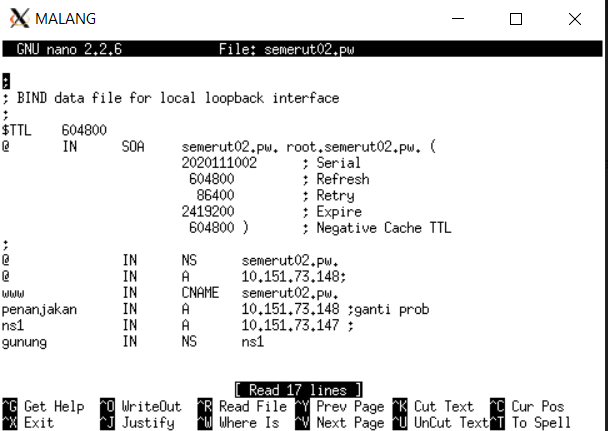 MALANG
GNU nano 2.2.6 File: semerut02.pw
;
; BIND data file for local loopback interface
;
$TTL 604800
@ IN SOA semerut02.pw. root.semerut02.pw. (
2020111002 ; Serial
604800 ; Refresh
86400 ; Retry
2419200 ; Expire
604800 ) ; Negative Cache TTL
;
@ IN NS semerut02.pw.
@ IN A 10.151.73.148;
www IN CNAME semerut02.pw.
penanjakan IN A 10.151.73.148 ;ganti prob
ns1 IN A 10.151.73.147 ;
gunung IN NS ns1
[ Read 17 lines ]
^G Get Help ^O WriteOut ^R Read File ^Y Prev Page ^K Cut Text ^C Cur Pos
^X Exit ^J Justify ^W Where Is ^V Next Page ^U UnCut Text^T To Spell